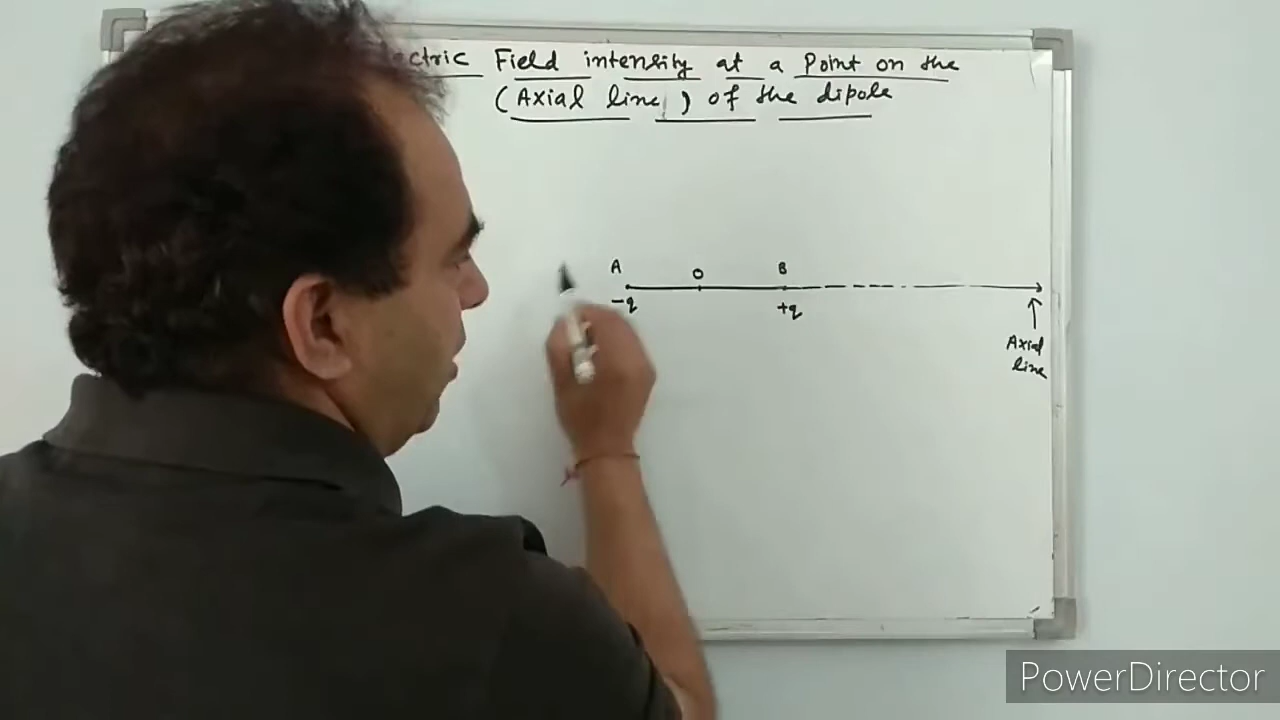 Field intensity at a Point on the
(Axial line) of the dipole
A O B
-q +q
Axial
line
PowerDirector